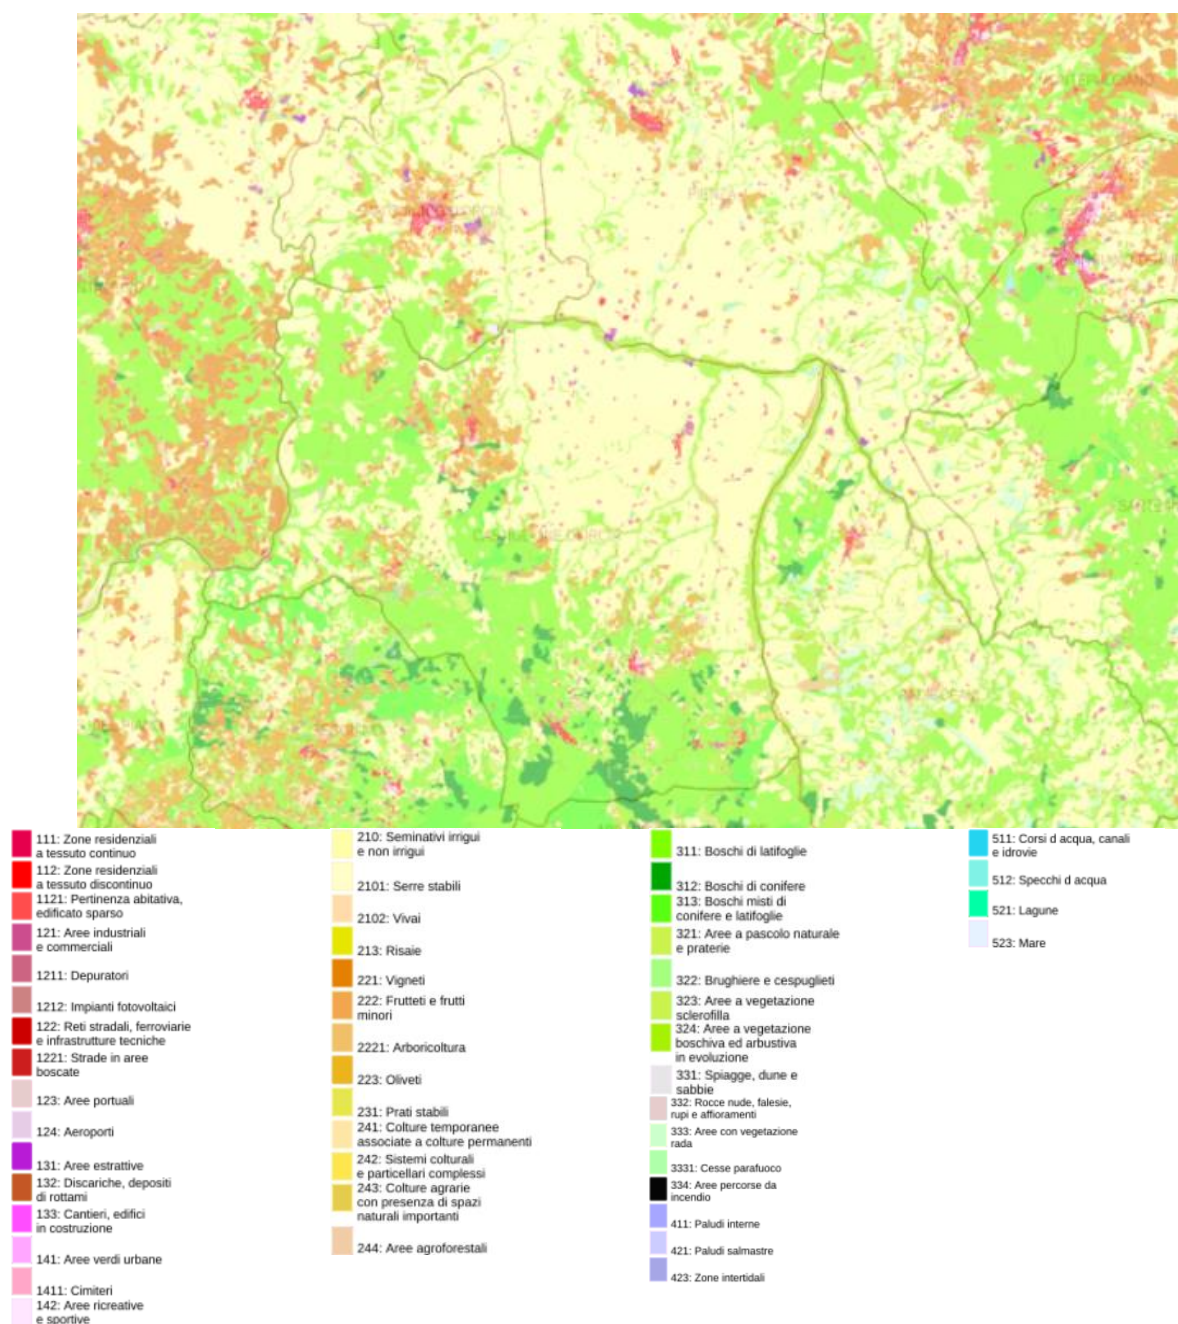 PIENZA
CASTIGLIONE D'ORCIA
111: Zone residenziali
a tessuto continuo
112: Zone residenziali
a tessuto discontinuo
1121: Pertinenza abitativa,
edificato sparso
121: Aree industriali
e commerciali
1211: Depuratori
1212: Impianti fotovoltaici
122: Reti stradali, ferroviarie
e infrastrutture tecniche
1221: Strade in aree
boscate
123: Aree portuali
124: Aeroporti
131: Aree estrattive
132: Discariche, depositi
di rottami
133: Cantieri, edifici
in costruzione
141: Aree verdi urbane
1411: Cimiteri
142: Aree ricreative
e sportive
210: Seminativi irrigui
e non irrigui
2101: Serre stabili
2102: Vivai
213: Risaie
221: Vigneti
222: Frutteti e frutti
minori
2221: Arboricoltura
223: Oliveti
231: Prati stabili
241: Colture temporanee
associate a colture permanenti
242: Sistemi colturali
e particellari complessi
243: Colture agrarie
con presenza di spazi
naturali importanti
244: Aree agroforestali
311: Boschi di latifoglie
312: Boschi di conifere
313: Boschi misti di
conifere e latifoglie
321: Aree a pascolo naturale
e praterie
322: Brughiere e cespuglieti
323: Aree a vegetazione
sclerofilla
324: Aree a vegetazione
boschiva ed arbustiva
in evoluzione
331: Spiagge, dune e
sabbie
332: Rocce nude, falesie,
rupi e affioramenti
333: Aree con vegetazione
rada
3331: Cesse parafuoco
334: Aree percorse da
incendio
411: Paludi interne
421: Paludi salmastre
423: Zone intertidali
511: Corsi d acqua, canali
e idrovie
512: Specchi d acqua
521: Lagune
523: Mare